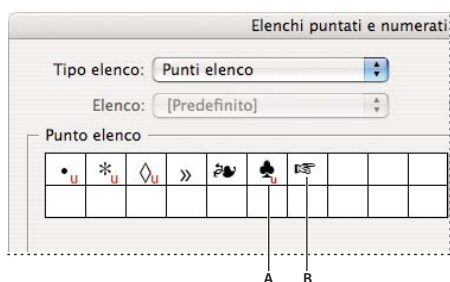 Elenchi puntati e numerati
Tipo elenco: Punti elenco
Elenco: [Predefinito]
Punto elenco
•u *u ◊u » ❧ ♣u ☞
A B